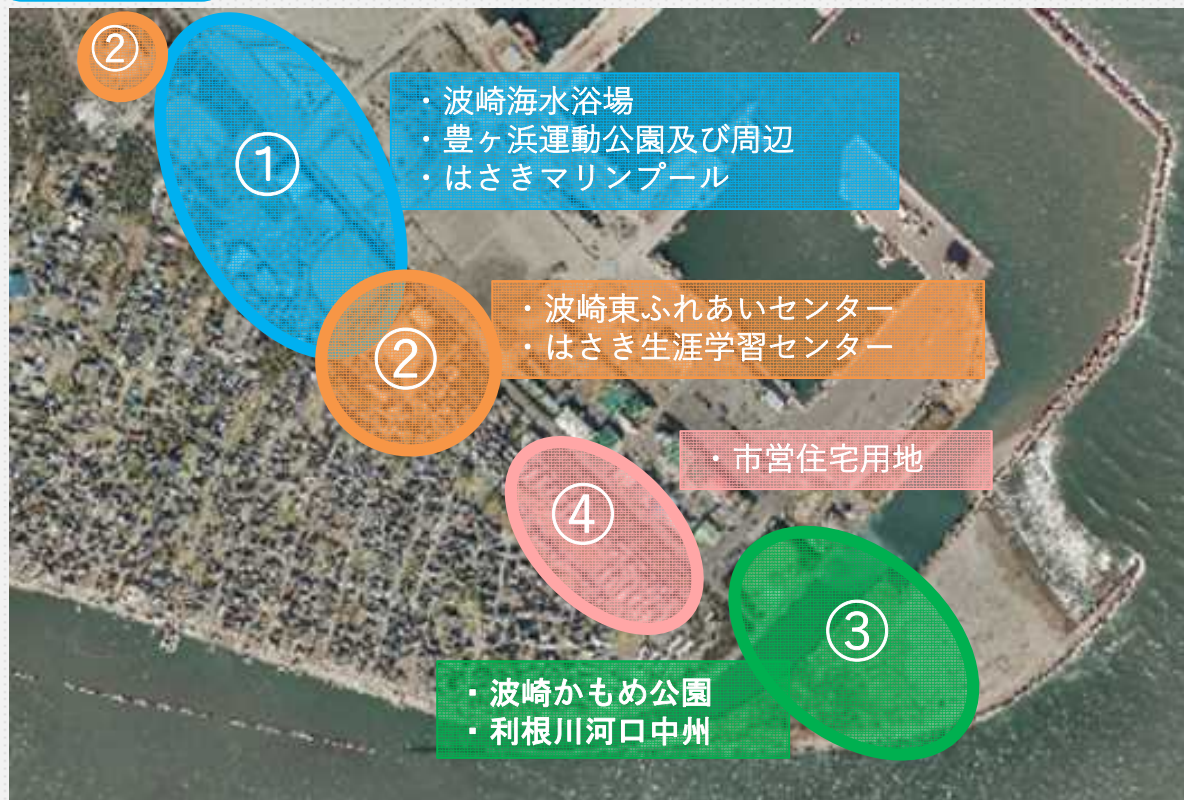 ②
①
・波崎海水浴場
・豊ヶ浜運動公園及び周辺
・はさきマリンプール
②
・波崎東ふれあいセンター
・はさき生涯学習センター
④
・市営住宅用地
③
・波崎かもめ公園
・利根川河口中州